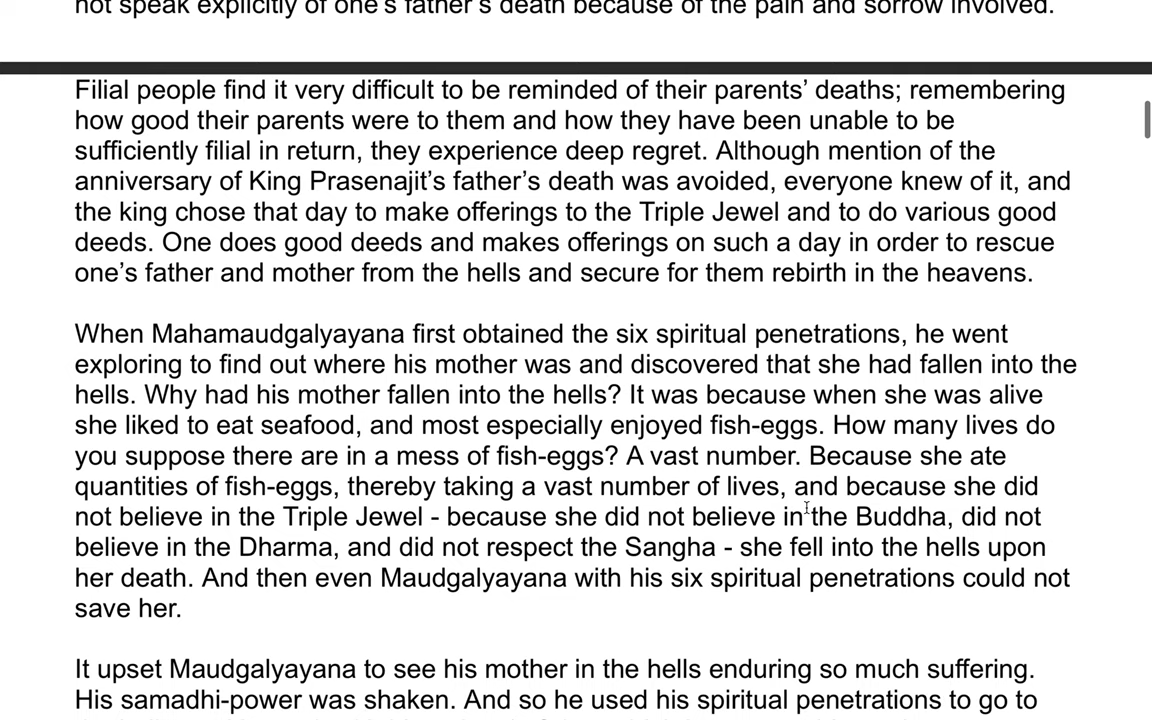 not speak explicitly of one's father's death because of the pain and sorrow involved.
Filial people find it very difficult to be reminded of their parents’ deaths; remembering
how good their parents were to them and how they have been unable to be
sufficiently filial in return, they experience deep regret. Although mention of the
anniversary of King Prasenajit’s father’s death was avoided, everyone knew of it, and
the king chose that day to make offerings to the Triple Jewel and to do various good
deeds. One does good deeds and makes offerings on such a day in order to rescue
one’s father and mother from the hells and secure for them rebirth in the heavens.
When Mahamaudgalyayana first obtained the six spiritual penetrations, he went
exploring to find out where his mother was and discovered that she had fallen into the
hells. Why had his mother fallen into the hells? It was because when she was alive
she liked to eat seafood, and most especially enjoyed fish-eggs. How many lives do
you suppose there are in a mess of fish-eggs? A vast number. Because she ate
quantities of fish-eggs, thereby taking a vast number of lives, and because she did
not believe in the Triple Jewel - because she did not believe in the Buddha, did not
believe in the Dharma, and did not respect the Sangha - she fell into the hells upon
her death. And then even Maudgalyayana with his six spiritual penetrations could not
save her.
It upset Maudgalyayana to see his mother in the hells enduring so much suffering.
His samadhi-power was shaken. And so he used his spiritual penetrations to go to